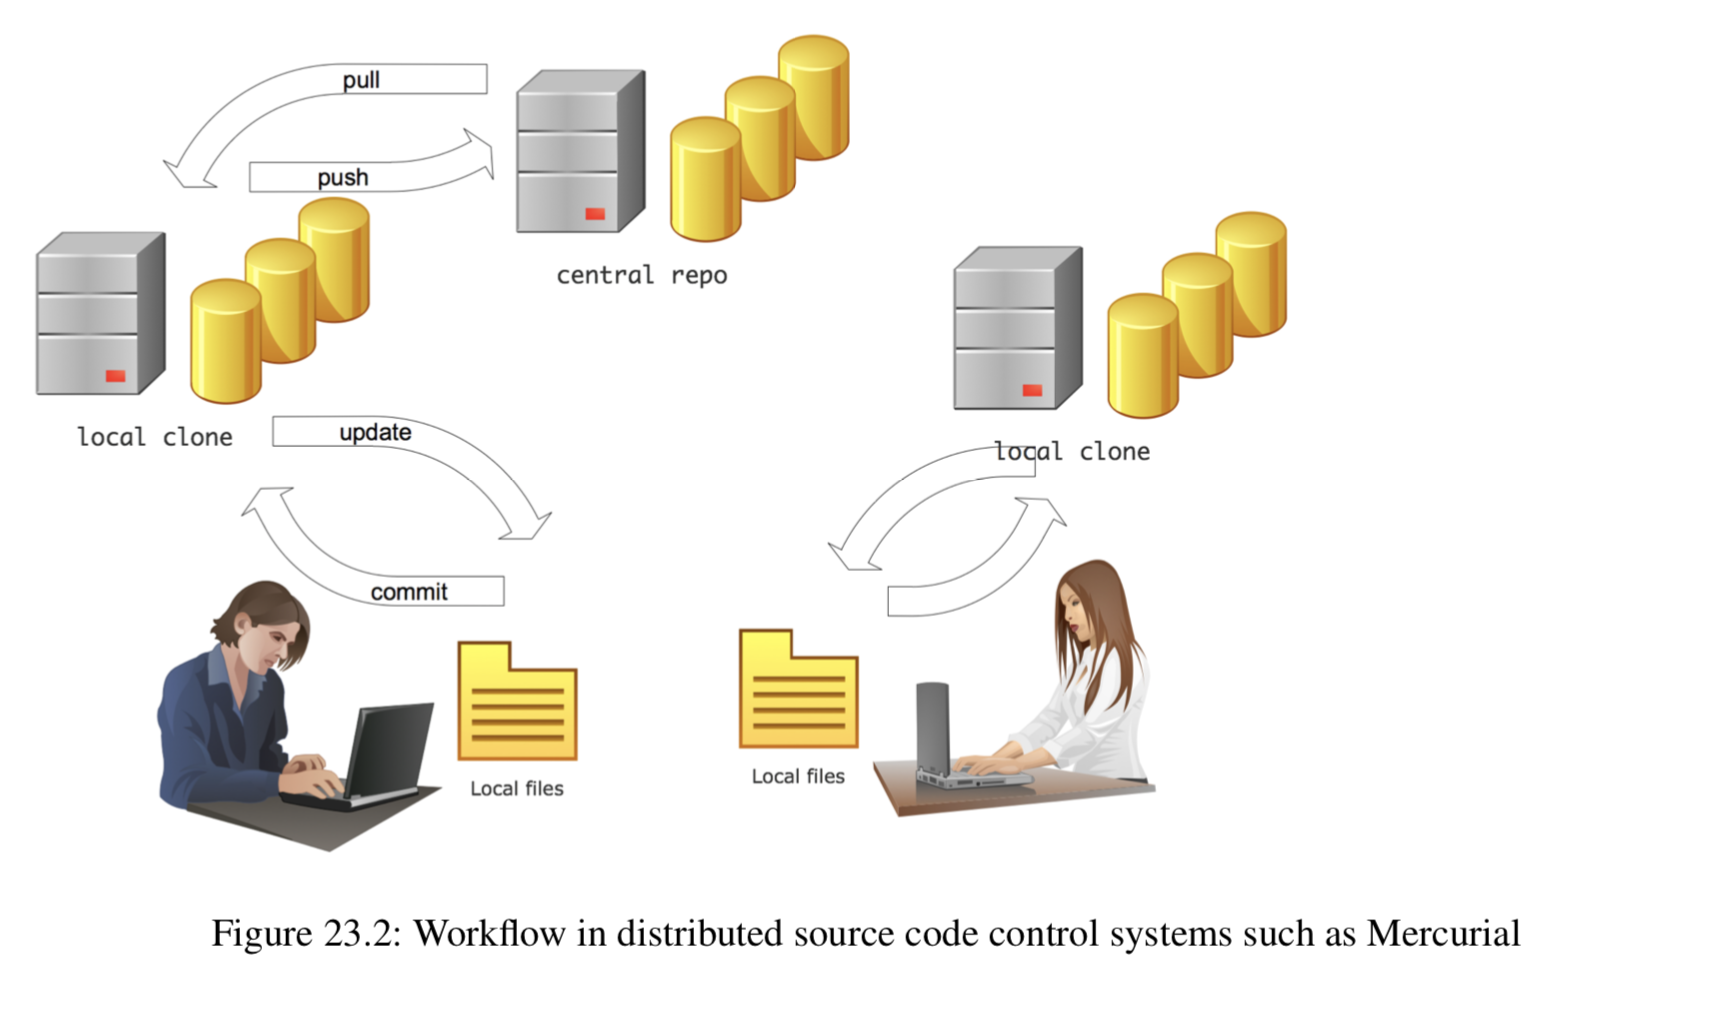 pull
push
central repo
local clone
update
local clone
commit
Local files
Local files
Figure 23.2: Workflow in distributed source code control systems such as Mercurial